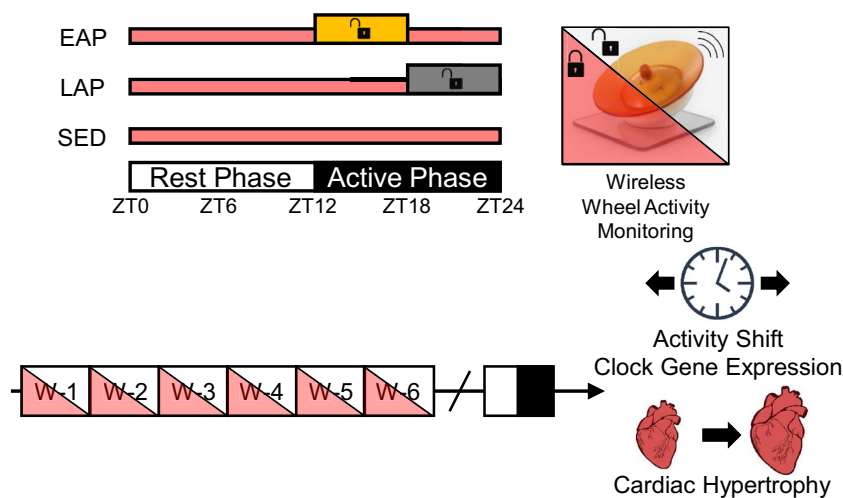 EAP
LAP
SED
Rest Phase Active Phase
ZT0 ZT6 ZT12 ZT18 ZT24
Wireless
Wheel Activity
Monitoring
Activity Shift
Clock Gene Expression
W-1 W-2 W-3 W-4 W-5 W-6
Cardiac Hypertrophy